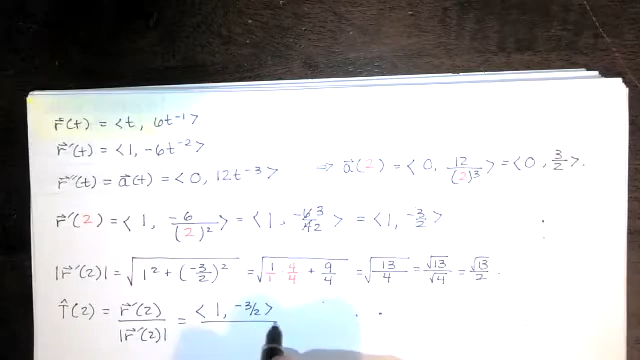 r⃗(t) = <t, 6t⁻¹>
r⃗'(t) = <1, -6t⁻²>
r⃗''(t) = a⃗(t) = <0, 12t⁻³> ⇒ a⃗(2) = <0, 12/(2)³> = <0, 3/2>.
r⃗'(2) = <1, -6/(2)²> = <1, -6̸3/4̸2> = <1, -3/2>
|r⃗'(2)| = √(1² + (-3/2)²) = √(1/1 · 4/4 + 9/4) = √(13/4) = √13/√4 = √13/2.
T̂(2) = r⃗'(2)/|r⃗'(2)| = <1, -3/2>